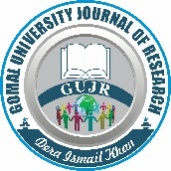 GOMAL UNIVERSITY JOURNAL OF RESEARCH
GUJR
Dera Ismail Khan